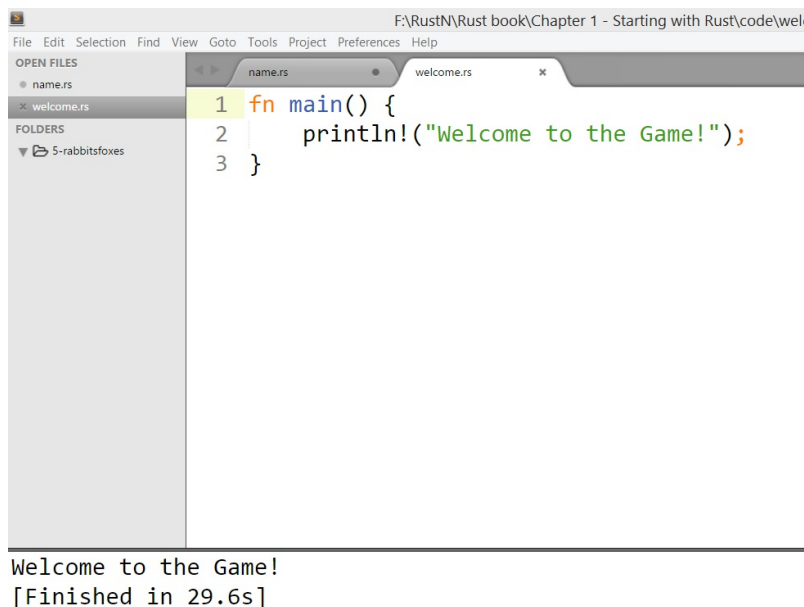 F:\RustN\Rust book\Chapter 1 - Starting with Rust\code\wel
File Edit Selection Find View Goto Tools Project Preferences Help
OPEN FILES
name.rs
welcome.rs
FOLDERS
5-rabbitsfoxes
name.rs welcome.rs
1 fn main() {
2 println!("Welcome to the Game!");
3 }
Welcome to the Game!
[Finished in 29.6s]